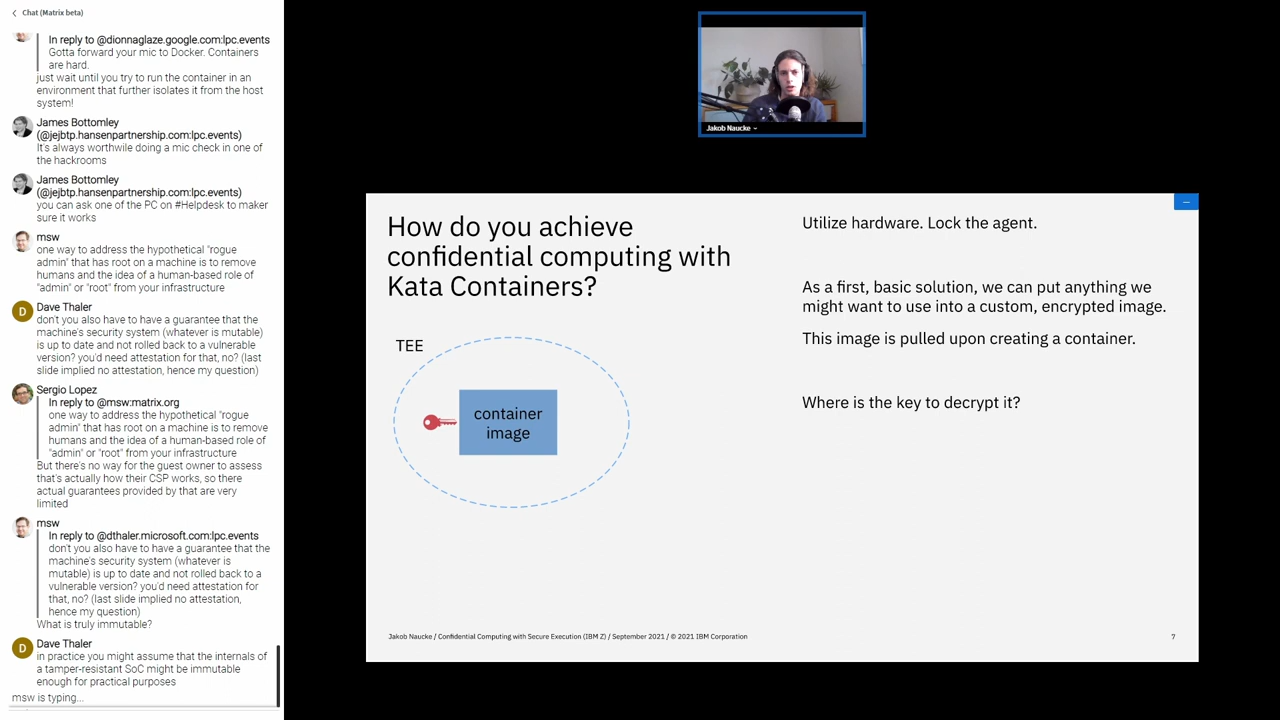 Chat (Matrix beta)
In reply to @dionnaglaze.google.com:lpc.events
Gotta forward your mic to Docker. Containers
are hard.
just wait until you try to run the container in an
environment that further isolates it from the host
system!
James Bottomley
(@jejbtp.hansenpartnership.com:lpc.events)
It's always worthwile doing a mic check in one of
the hackrooms
James Bottomley
(@jejbtp.hansenpartnership.com:lpc.events)
you can ask one of the PC on #Helpdesk to maker
sure it works
msw
one way to address the hypothetical "rogue
admin" that has root on a machine is to remove
humans and the idea of a human-based role of
"admin" or "root" from your infrastructure
D
Dave Thaler
don't you also have to have a guarantee that the
machine's security system (whatever is mutable)
is up to date and not rolled back to a vulnerable
version? you'd need attestation for that, no? (last
slide implied no attestation, hence my question)
Sergio Lopez
In reply to @msw:matrix.org
one way to address the hypothetical "rogue
admin" that has root on a machine is to remove
humans and the idea of a human-based role of
"admin" or "root" from your infrastructure
But there's no way for the guest owner to assess
that's actually how their CSP works, so there
actual guarantees provided by that are very
limited
msw
In reply to @dthaler.microsoft.com:lpc.events
don't you also have to have a guarantee that the
machine's security system (whatever is
mutable) is up to date and not rolled back to a
vulnerable version? you'd need attestation for
that, no? (last slide implied no attestation,
hence my question)
What is truly immutable?
D
Dave Thaler
in practice you might assume that the internals of
a tamper-resistant SoC might be immutable
enough for practical purposes
msw is typing...
Jakob Naucke
How do you achieve
confidential computing with
Kata Containers?
TEE
container
image
Utilize hardware. Lock the agent.
As a first, basic solution, we can put anything we
might want to use into a custom, encrypted image.
This image is pulled upon creating a container.
Where is the key to decrypt it?
Jakob Naucke / Confidential Computing with Secure Execution (IBM Z) / September 2021 / © 2021 IBM Corporation
7